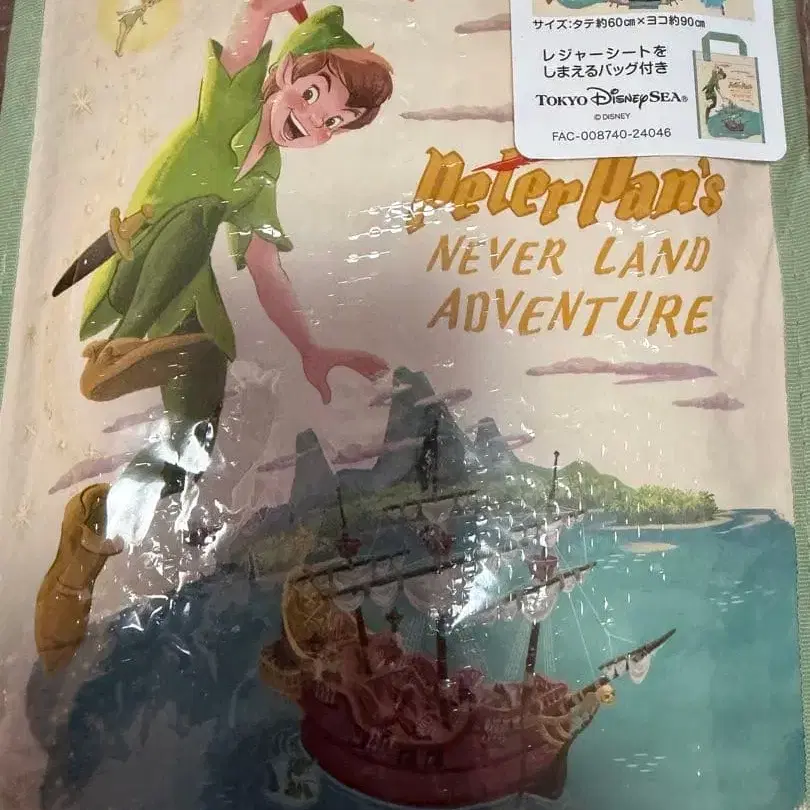 サイズ:タテ約60cm×ヨコ約90cm
レジャーシートを
しまえるバッグ付き
TOKYO DISNEYSEA®
©DISNEY
FAC-008740-24046
Peter Pan's
NEVER LAND
ADVENTURE